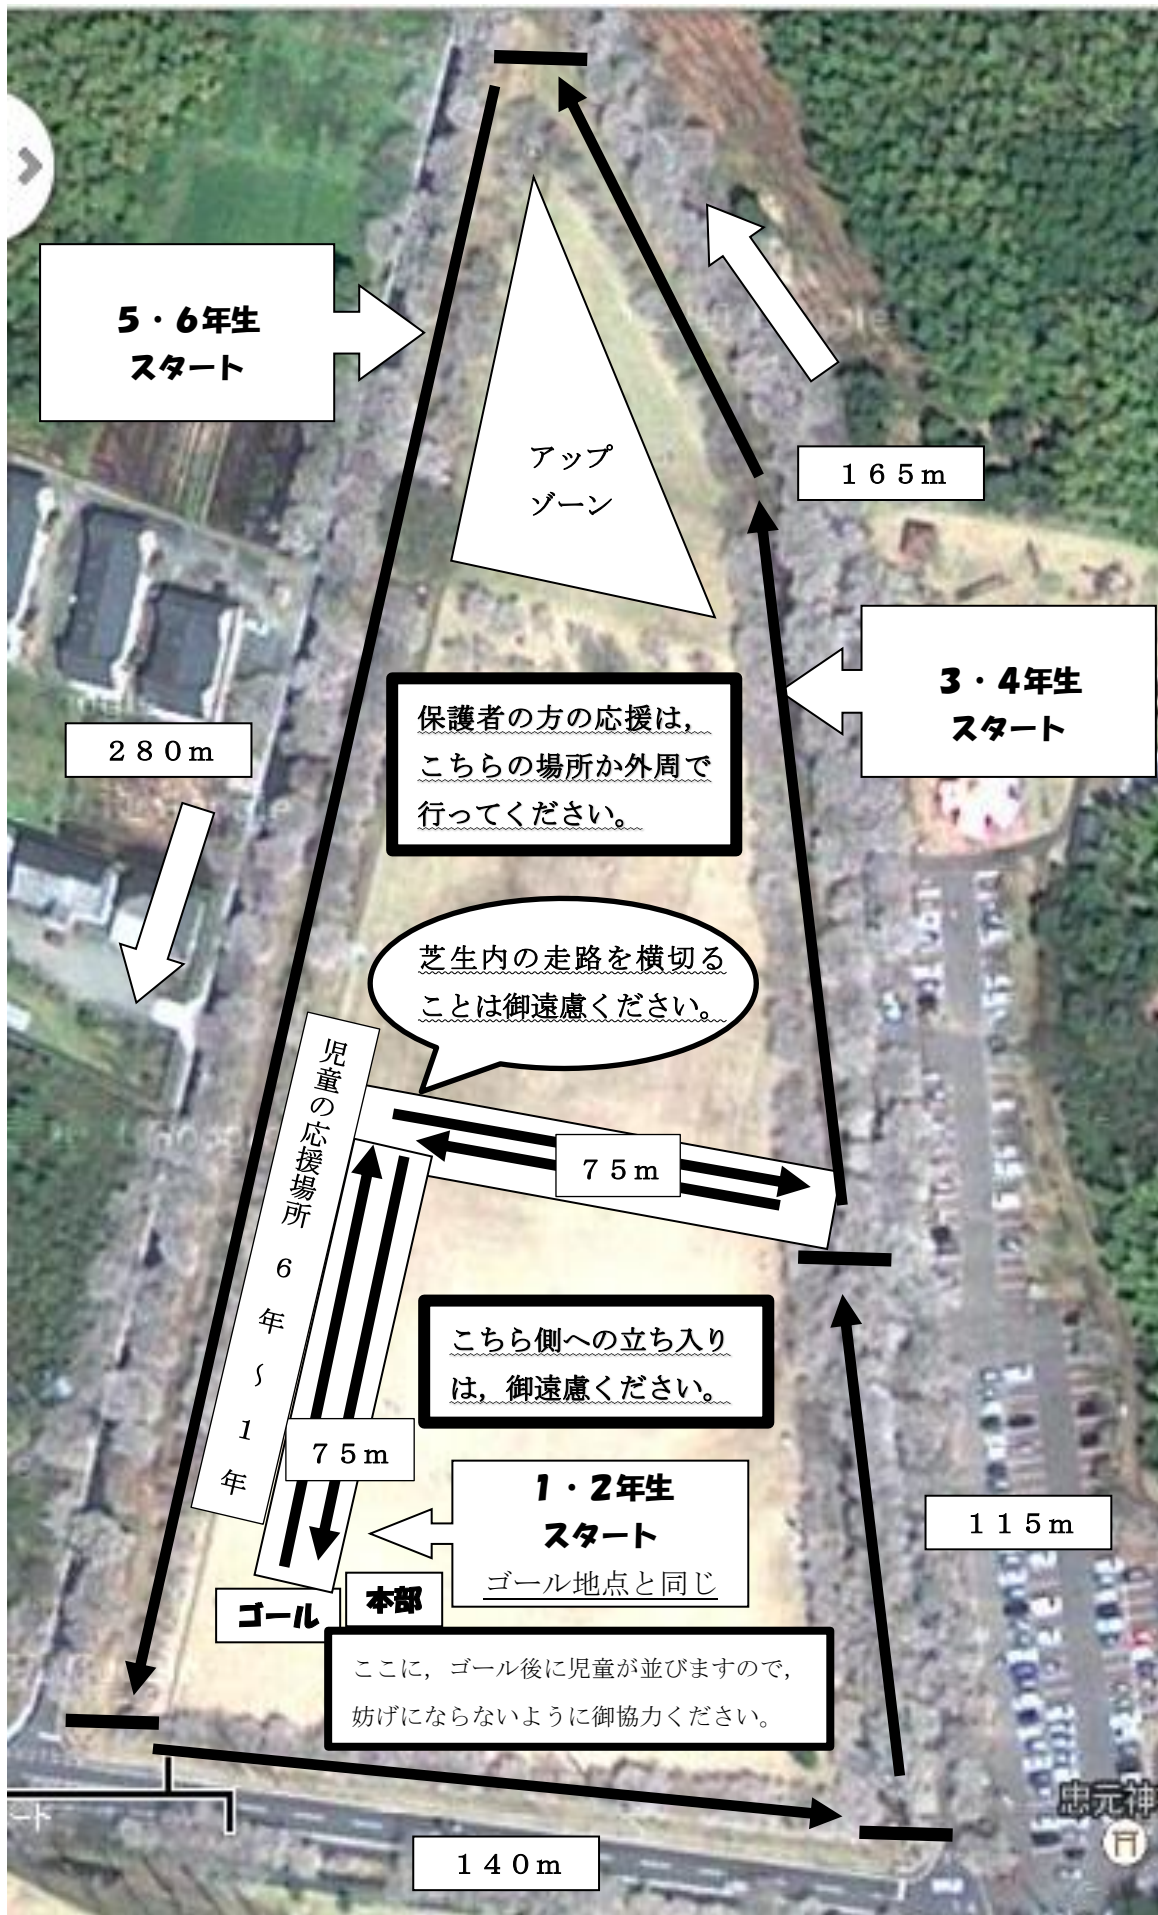 ５・６年生
スタート
アップ
ゾーン
１６５ｍ
３・４年生
スタート
保護者の方の応援は，
こちらの場所か外周で
行ってください。
２８０ｍ
芝生内の走路を横切る
ことは御遠慮ください。
児童の応援場所　６年～１年
７５ｍ
こちら側への立ち入り
は，御遠慮ください。
７５ｍ
１・２年生
スタート
ゴール地点と同じ
１１５ｍ
ゴール
本部
ここに，ゴール後に児童が並びますので，
妨げにならないように御協力ください。
忠元神
ート
１４０ｍ